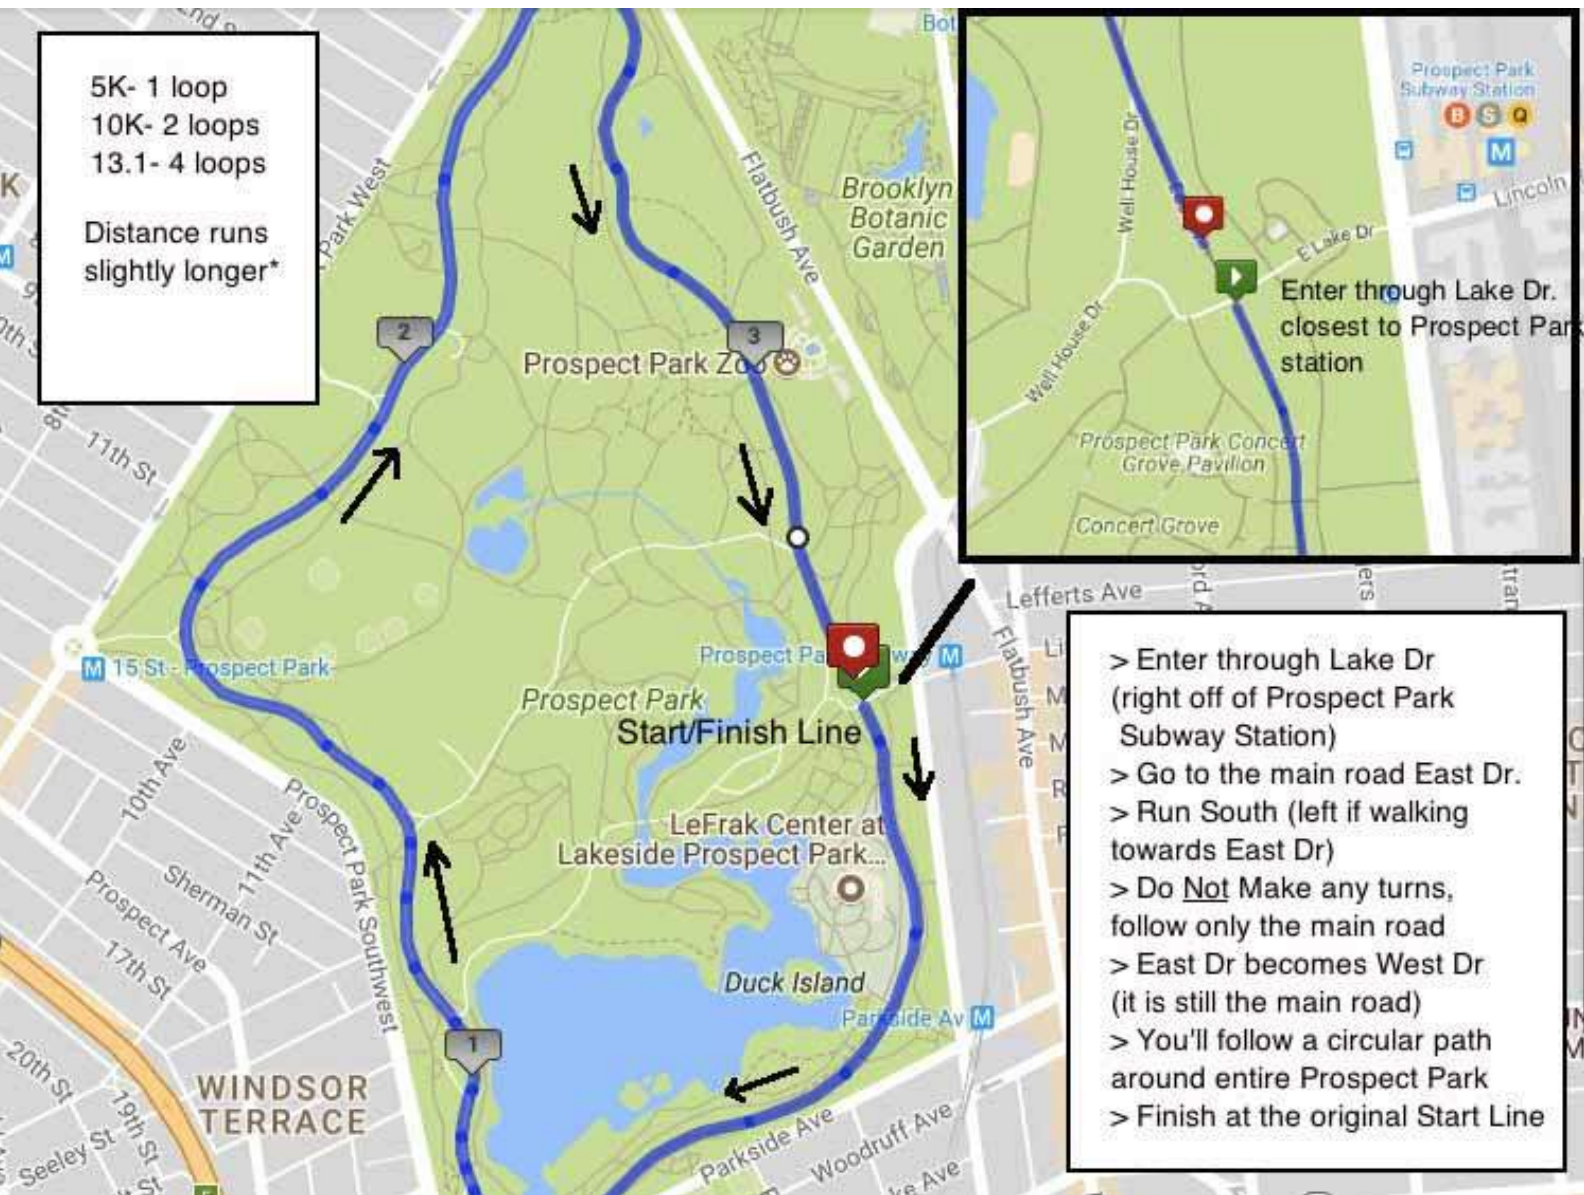 5K- 1 loop
10K- 2 loops
13.1- 4 loops
Distance runs
slightly longer*
Park West
11th St
2
3
Flatbush Ave
Brooklyn
Botanic
Garden
Prospect Park Zoo
Prospect Park
Subway Station
B S Q
M
Lincoln
Well House Dr
E Lake Dr
Enter through Lake Dr.
closest to Prospect Park
station
Well House Dr
Prospect Park Concert
Grove Pavilion
Concert Grove
Lefferts Ave
M 15 St - Prospect Park
Prospect Park
Start/Finish Line
Flatbush Ave
LeFrak Center at
Lakeside Prospect Park...
Duck Island
Parkside Av M
1
10th Ave
11th Ave
Prospect Park Southwest
Sherman St
Prospect Ave
17th St
20th St
19th St
Seeley St
WINDSOR
TERRACE
Parkside Ave
Woodruff Ave
> Enter through Lake Dr
(right off of Prospect Park
Subway Station)
> Go to the main road East Dr.
> Run South (left if walking
towards East Dr)
> Do Not Make any turns,
follow only the main road
> East Dr becomes West Dr
(it is still the main road)
> You'll follow a circular path
around entire Prospect Park
> Finish at the original Start Line